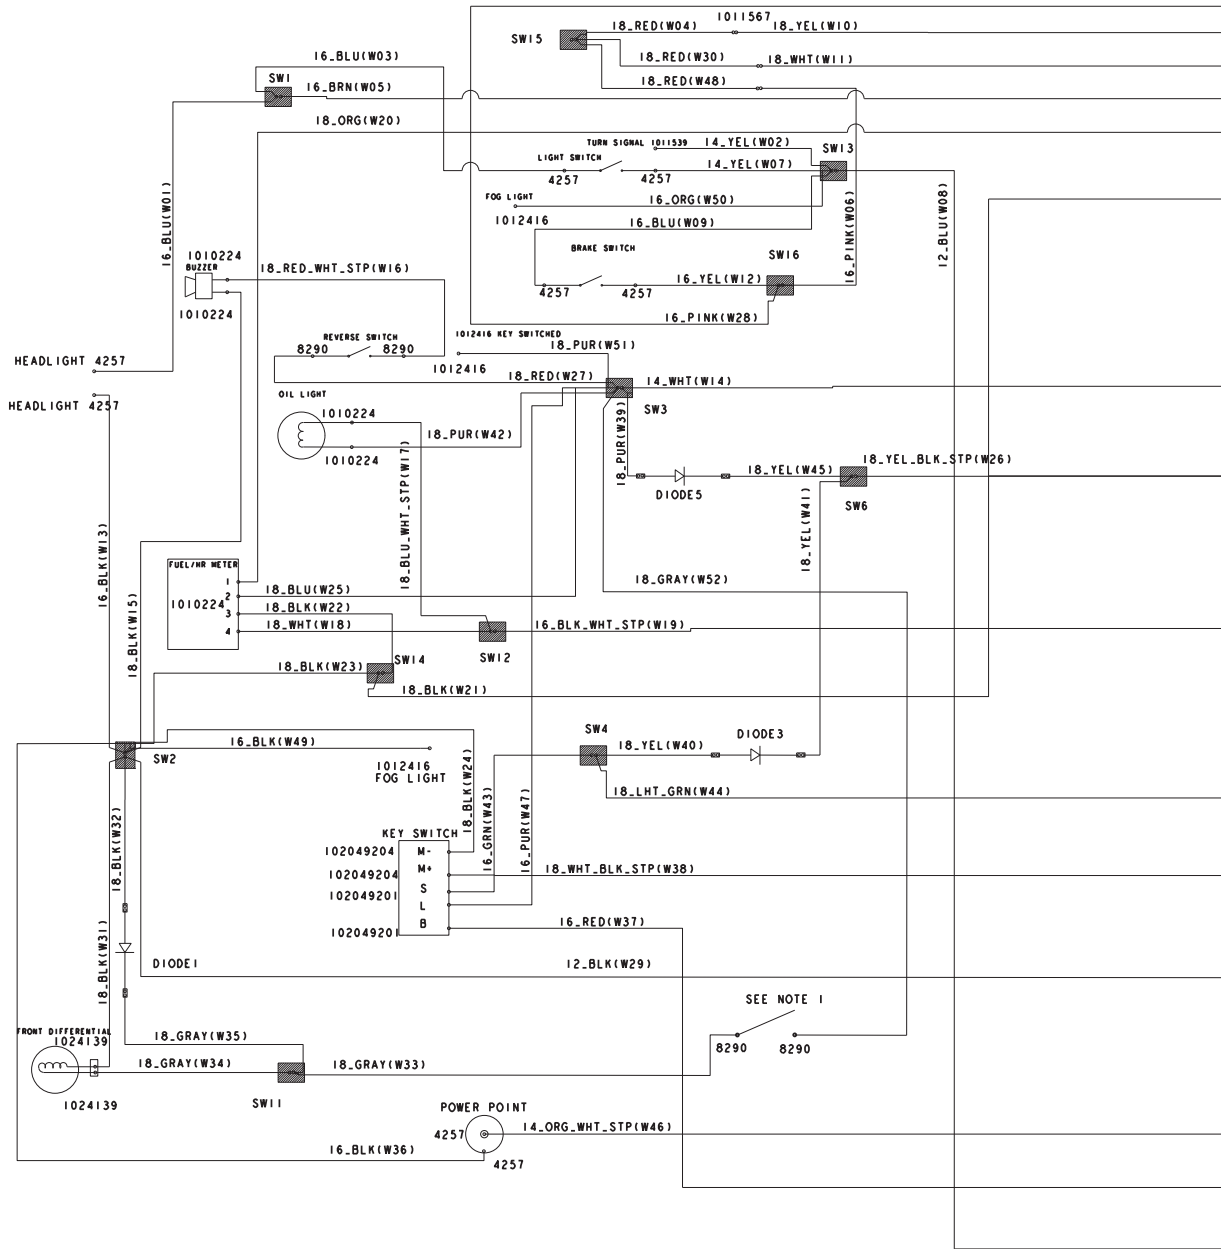 1011567
18_RED(W04)
18_YEL(W10)
SW15
16_BLU(W03)
18_RED(W30)
18_WHT(W11)
SW1
16_BRN(W05)
18_RED(W48)
18_ORG(W20)
TURN SIGNAL 1011539
14_YEL(W02)
SW13
LIGHT SWITCH
14_YEL(W07)
4257
4257
FOG LIGHT
16_ORG(W50)
1012416
16_BLU(W09)
16_BLU(W01)
16_PINK(W06)
12_BLU(W08)
BRAKE SWITCH
SW16
1010224
BUZZER
18_RED_WHT_STP(W16)
16_YEL(W12)
4257
4257
1010224
16_PINK(W28)
REVERSE SWITCH
1012416 KEY SWITCHED
8290
8290
18_PUR(W51)
HEADLIGHT 4257
1012416
18_RED(W27)
14_WHT(W14)
OIL LIGHT
HEADLIGHT 4257
SW3
1010224
18_PUR(W42)
18_PUR(W39)
18_BLU_WHT_STP(W17)
1010224
18_YEL(W45)
18_YEL_BLK_STP(W26)
DIODE5
SW6
18_YEL(W41)
16_BLK(W13)
FUEL/HR METER
1
18_GRAY(W52)
18_BLU(W25)
2
1010224
18_BLK(W22)
3
18_WHT(W18)
4
16_BLK_WHT_STP(W19)
18_BLK(W15)
SW12
SW14
18_BLK(W23)
18_BLK(W21)
SW4
DIODE3
16_BLK(W49)
18_YEL(W40)
SW2
1012416
FOG LIGHT
18_BLK(W24)
16_GRN(W43)
16_PUR(W47)
18_LHT_GRN(W44)
18_BLK(W32)
KEY SWITCH
102049204
M-
102049204
M+
18_WHT_BLK_STP(W38)
102049201
S
L
102049201
B
16_RED(W37)
18_BLK(W31)
DIODE1
12_BLK(W29)
SEE NOTE 1
FRONT DIFFERENTIAL
1024139
18_GRAY(W35)
8290
8290
18_GRAY(W34)
18_GRAY(W33)
1024139
SW11
POWER POINT
4257
14_ORG_WHT_STP(W46)
16_BLK(W36)
4257